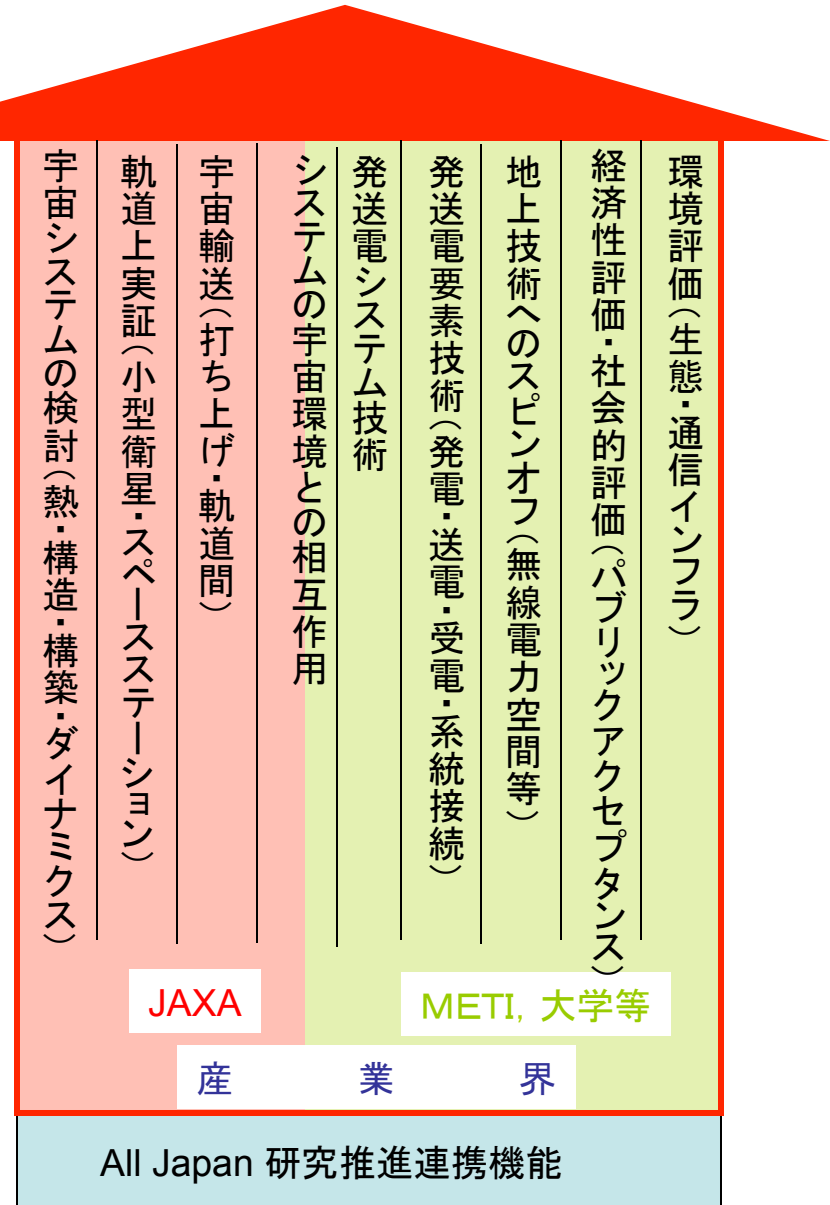 宇宙システムの検討（熱・構造・構築・ダイナミクス）
軌道上実証（小型衛星・スペースステーション）
宇宙輸送（打ち上げ・軌道間）
システムの宇宙環境との相互作用
発送電システム技術
発送電要素技術（発電・送電・受電・系統接続）
地上技術へのスピンオフ（無線電力空間等）
経済性評価・社会的評価（パブリックアクセプタンス）
環境評価（生態・通信インフラ）
JAXA
METI, 大学等
産業界
All Japan 研究推進連携機能